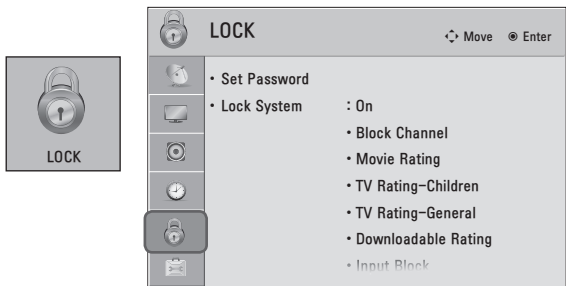 LOCK
LOCK
Move Enter
• Set Password
• Lock System : On
• Block Channel
• Movie Rating
• TV Rating-Children
• TV Rating-General
• Downloadable Rating
• Input Block